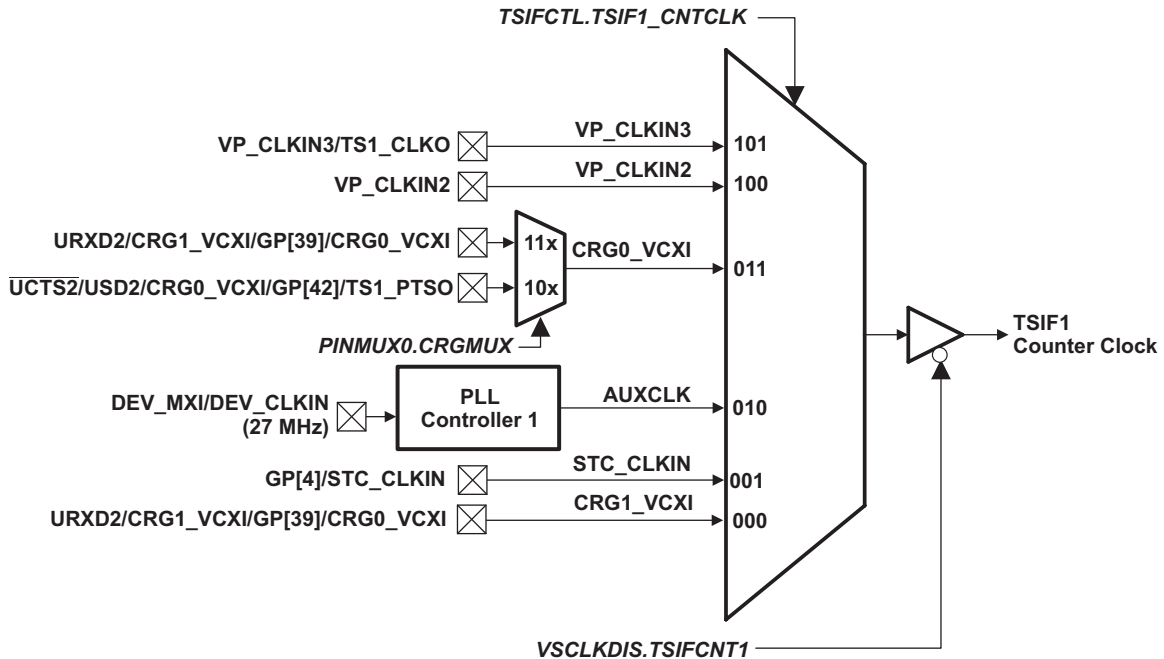 TSIFCTL.TSIF1_CNTCLK
VP_CLKIN3/TS1_CLKO
VP_CLKIN3
101
VP_CLKIN2
VP_CLKIN2
100
URXD2/CRG1_VCXI/GP[39]/CRG0_VCXI
11x
CRG0_VCXI
011
UCTS2/USD2/CRG0_VCXI/GP[42]/TS1_PTSO
10x
TSIF1
Counter Clock
PINMUX0.CRGMUX
DEV_MXI/DEV_CLKIN
(27 MHz)
PLL
Controller 1
AUXCLK
010
GP[4]/STC_CLKIN
STC_CLKIN
001
URXD2/CRG1_VCXI/GP[39]/CRG0_VCXI
CRG1_VCXI
000
VSCLKDIS.TSIFCNT1